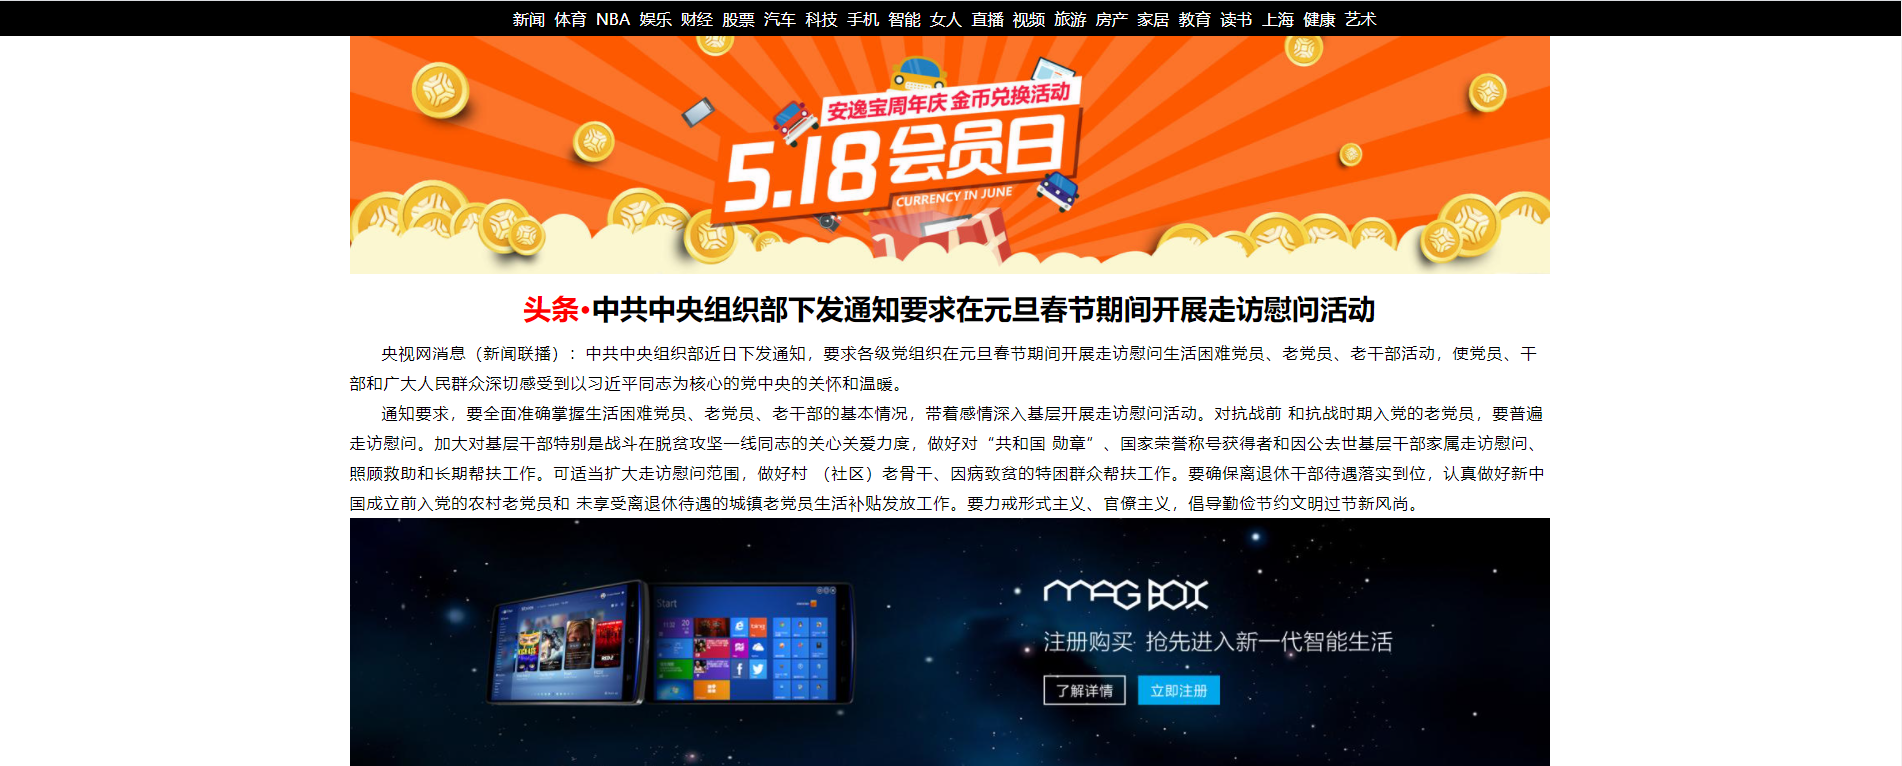 新闻 体育 NBA 娱乐 财经 股票 汽车 科技 手机 智能 女人 直播 视频 旅游 房产 家居 教育 读书 上海 健康 艺术
安逸宝周年庆 金币兑换活动
5.18会员日
CURRENCY IN JUNE
头条•中共中央组织部下发通知要求在元旦春节期间开展走访慰问活动
央视网消息（新闻联播）：中共中央组织部近日下发通知，要求各级党组织在元旦春节期间开展走访慰问生活困难党员、老党员、老干部活动，使党员、干
部和广大人民群众深切感受到以习近平同志为核心的党中央的关怀和温暖。
通知要求，要全面准确掌握生活困难党员、老党员、老干部的基本情况，带着感情深入基层开展走访慰问活动。对抗战前 和抗战时期入党的老党员，要普遍
走访慰问。加大对基层干部特别是战斗在脱贫攻坚一线同志的关心关爱力度，做好对“共和国 勋章”、国家荣誉称号获得者和因公去世基层干部家属走访慰问、
照顾救助和长期帮扶工作。可适当扩大走访慰问范围，做好村 （社区）老骨干、因病致贫的特困群众帮扶工作。要确保离退休干部待遇落实到位，认真做好新中
国成立前入党的农村老党员和 未享受离退休待遇的城镇老党员生活补贴发放工作。要力戒形式主义、官僚主义，倡导勤俭节约文明过节新风尚。
Start
MAG BOX
注册购买 抢先进入新一代智能生活
了解详情 立即注册